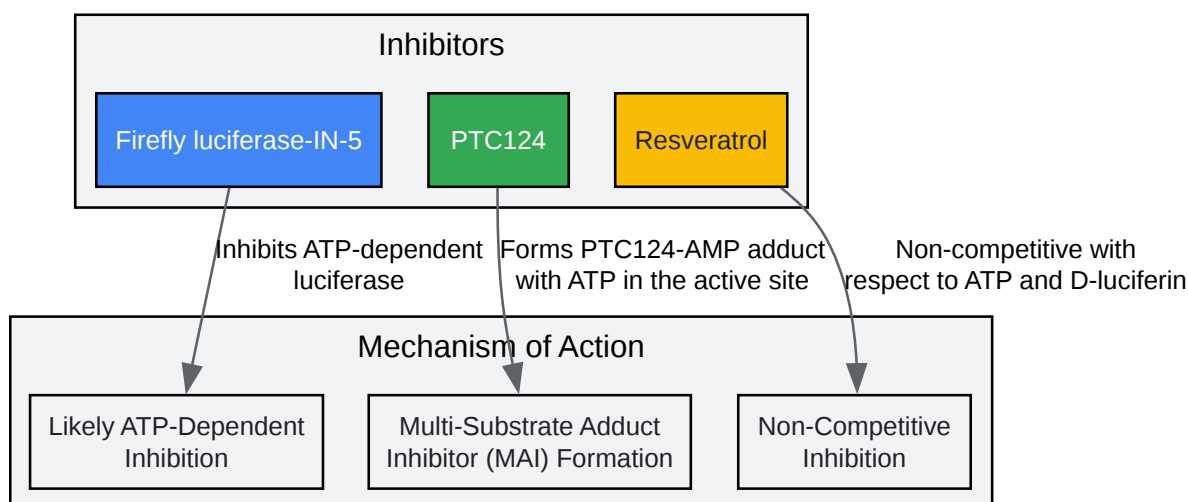 Inhibitors
Firefly luciferase-IN-5
PTC124
Resveratrol
Inhibits ATP-dependent
luciferase
Forms PTC124-AMP adduct
with ATP in the active site
Non-competitive with
respect to ATP and D-luciferin
Mechanism of Action
Likely ATP-Dependent
Inhibition
Multi-Substrate Adduct
Inhibitor (MAI) Formation
Non-Competitive
Inhibition